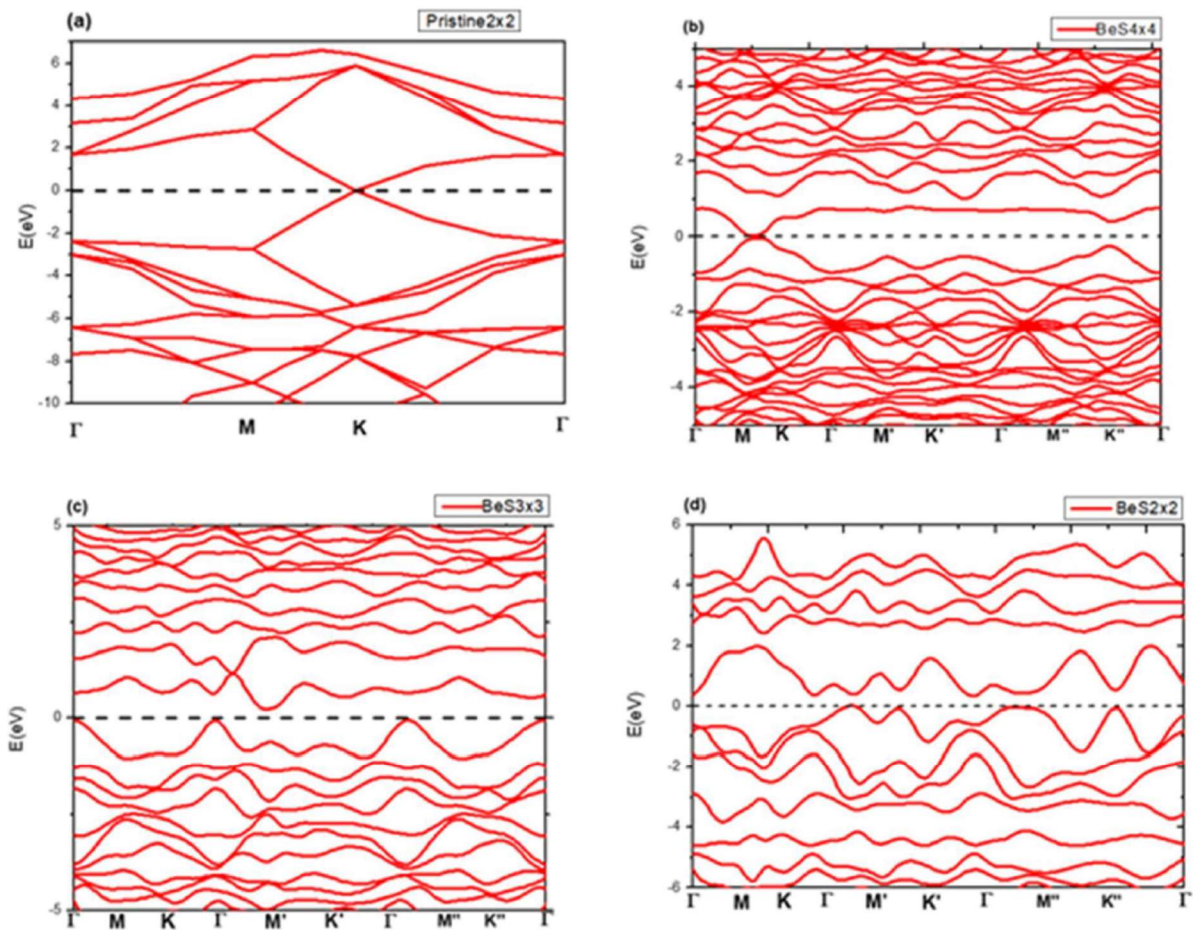 (a)
Pristine2x2
E(eV)
6
4
2
0
-2
-4
-6
-8
-10
Γ M K Γ
(b)
BeS4x4
E(eV)
4
2
0
-2
-4
Γ M K Γ M' K' Γ M" K" Γ
(c)
BeS3x3
E(eV)
5
0
-5
Γ M K Γ M' K' Γ M" K" Γ
(d)
BeS2x2
E(eV)
6
4
2
0
-2
-4
-6
Γ M K Γ M' K' Γ M" K" Γ